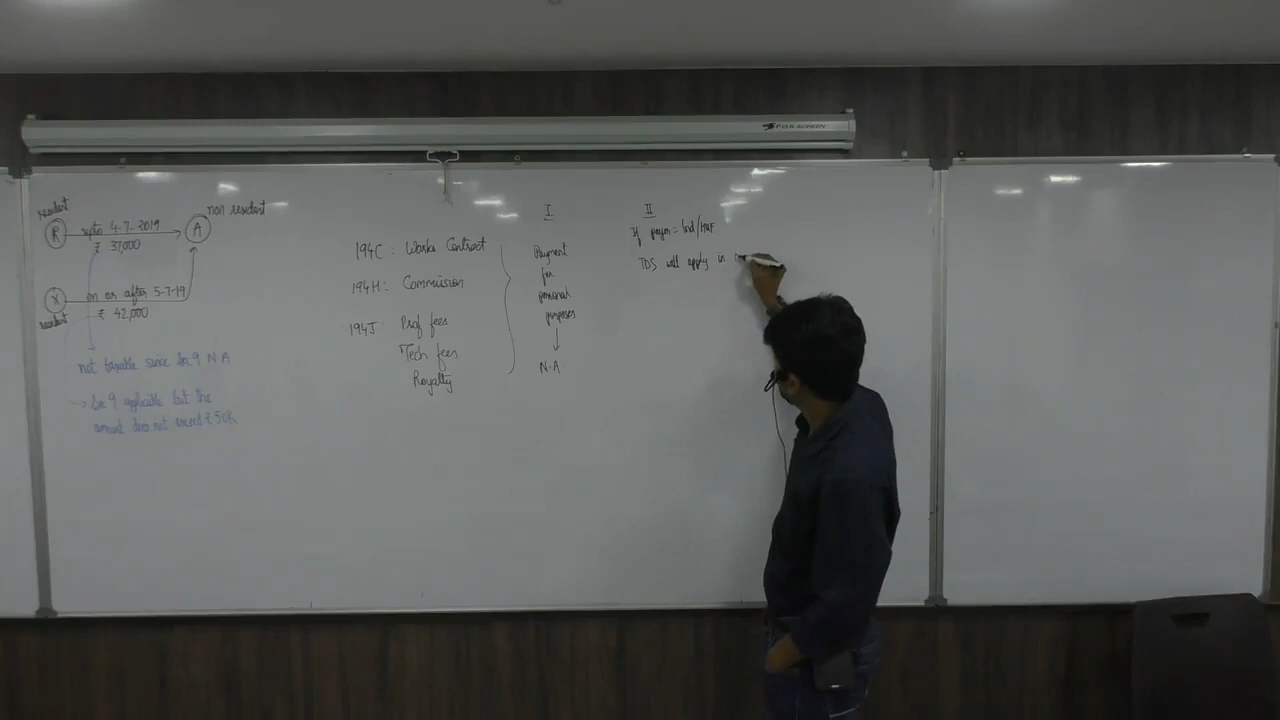 FOX SCREEN
resident
R
upto 4-7-2019
₹ 37,000
A
non resident
X
resident
on or after 5-7-19
₹ 42,000
not taxable since Sec 9 N.A
→ Sec 9 applicable but the
amount does not exceed ₹ 50K
194C : Works Contract
194H : Commission
194J : Prof fees
Tech fees
Royalty
I
Payment
for
personal
purposes
↓
N.A
II
If payer = Ind/HUF
TDS will apply in